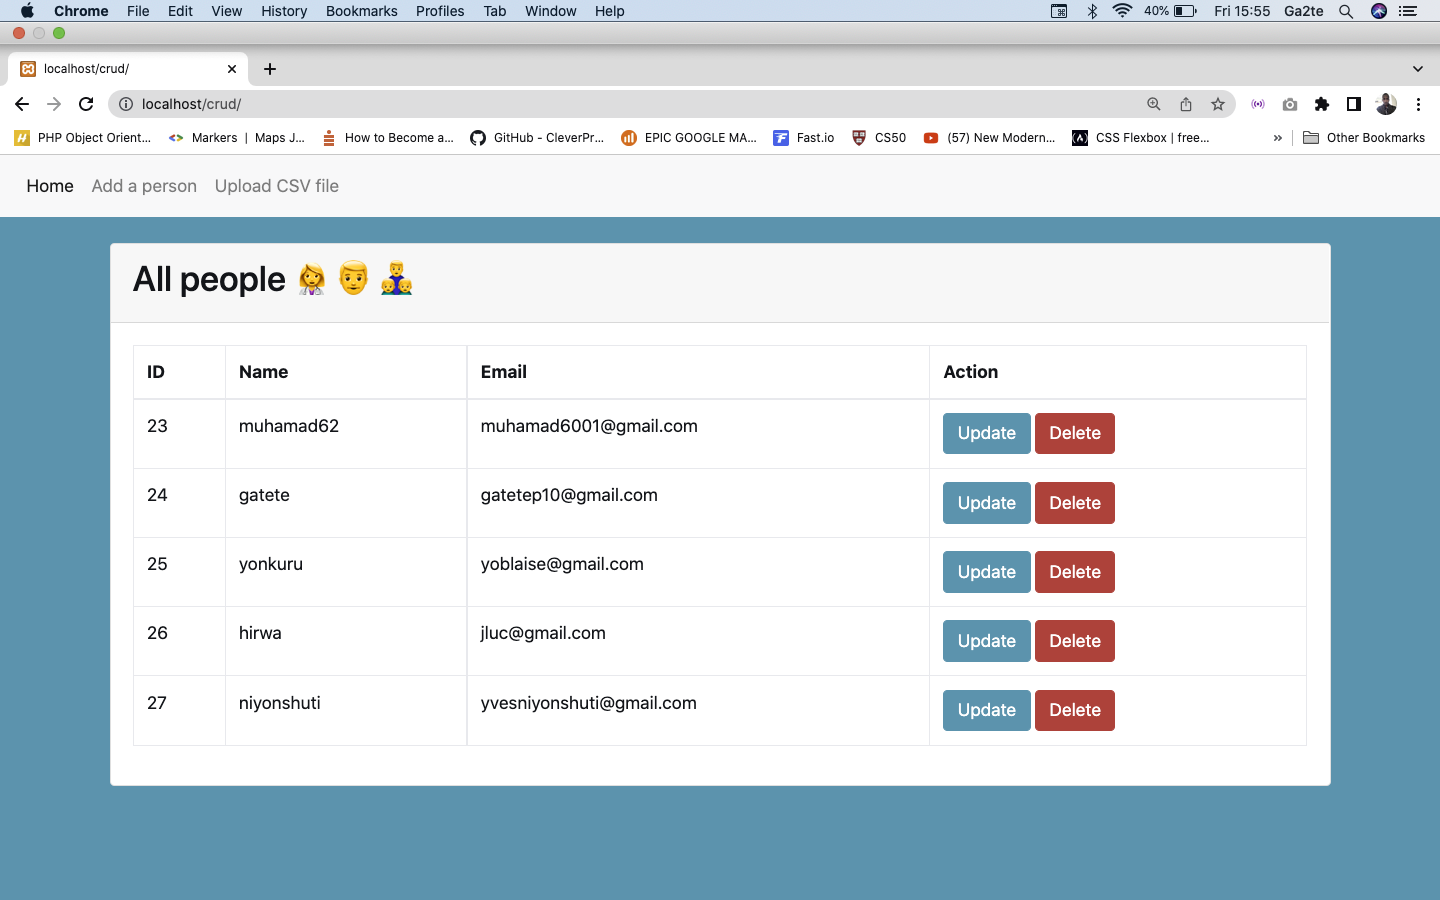 Chrome File Edit View History Bookmarks Profiles Tab Window Help 40% Fri 15:55 Ga2te
localhost/crud/
localhost/crud/
PHP Object Orient... Markers | Maps J... How to Become a... GitHub - CleverPr... EPIC GOOGLE MA... Fast.io CS50 (57) New Modern... CSS Flexbox | free... » Other Bookmarks
Home Add a person Upload CSV file
All people 👩‍⚕️ 👨 👨‍👦‍👦
ID Name Email Action
23 muhamad62 muhamad6001@gmail.com Update Delete
24 gatete gatetep10@gmail.com Update Delete
25 yonkuru yoblaise@gmail.com Update Delete
26 hirwa jluc@gmail.com Update Delete
27 niyonshuti yvesniyonshuti@gmail.com Update Delete